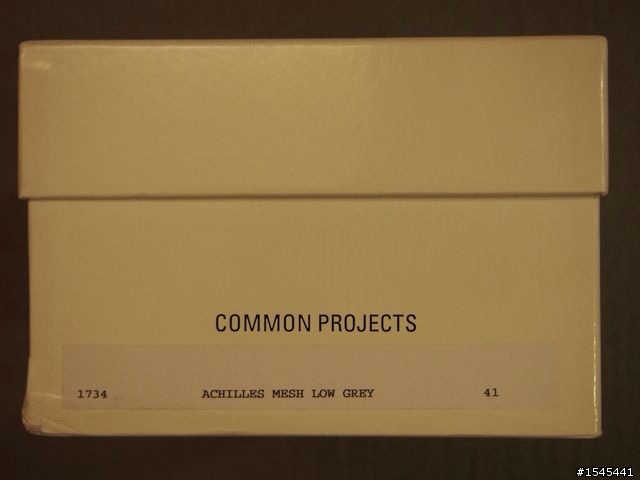 COMMON PROJECTS
1734 ACHILLES MESH LOW GREY 41
#1545441